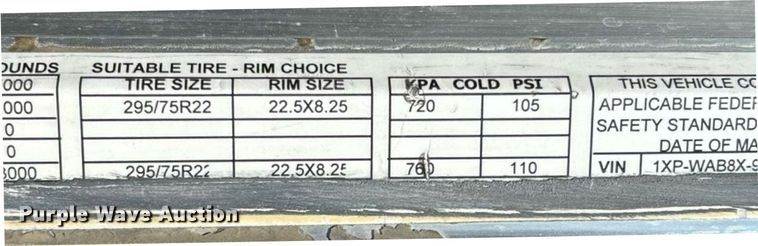 OUNDS SUITABLE TIRE - RIM CHOICE
000 TIRE SIZE RIM SIZE KPA COLD PSI THIS VEHICLE CO
000 295/75R22 22.5X8.25 720 105 APPLICABLE FEDER
0 SAFETY STANDARD
0 DATE OF MA
8000 295/75R22 22.5X8.25 760 110 VIN 1XP-WAB8X-9
Purple Wave Auction